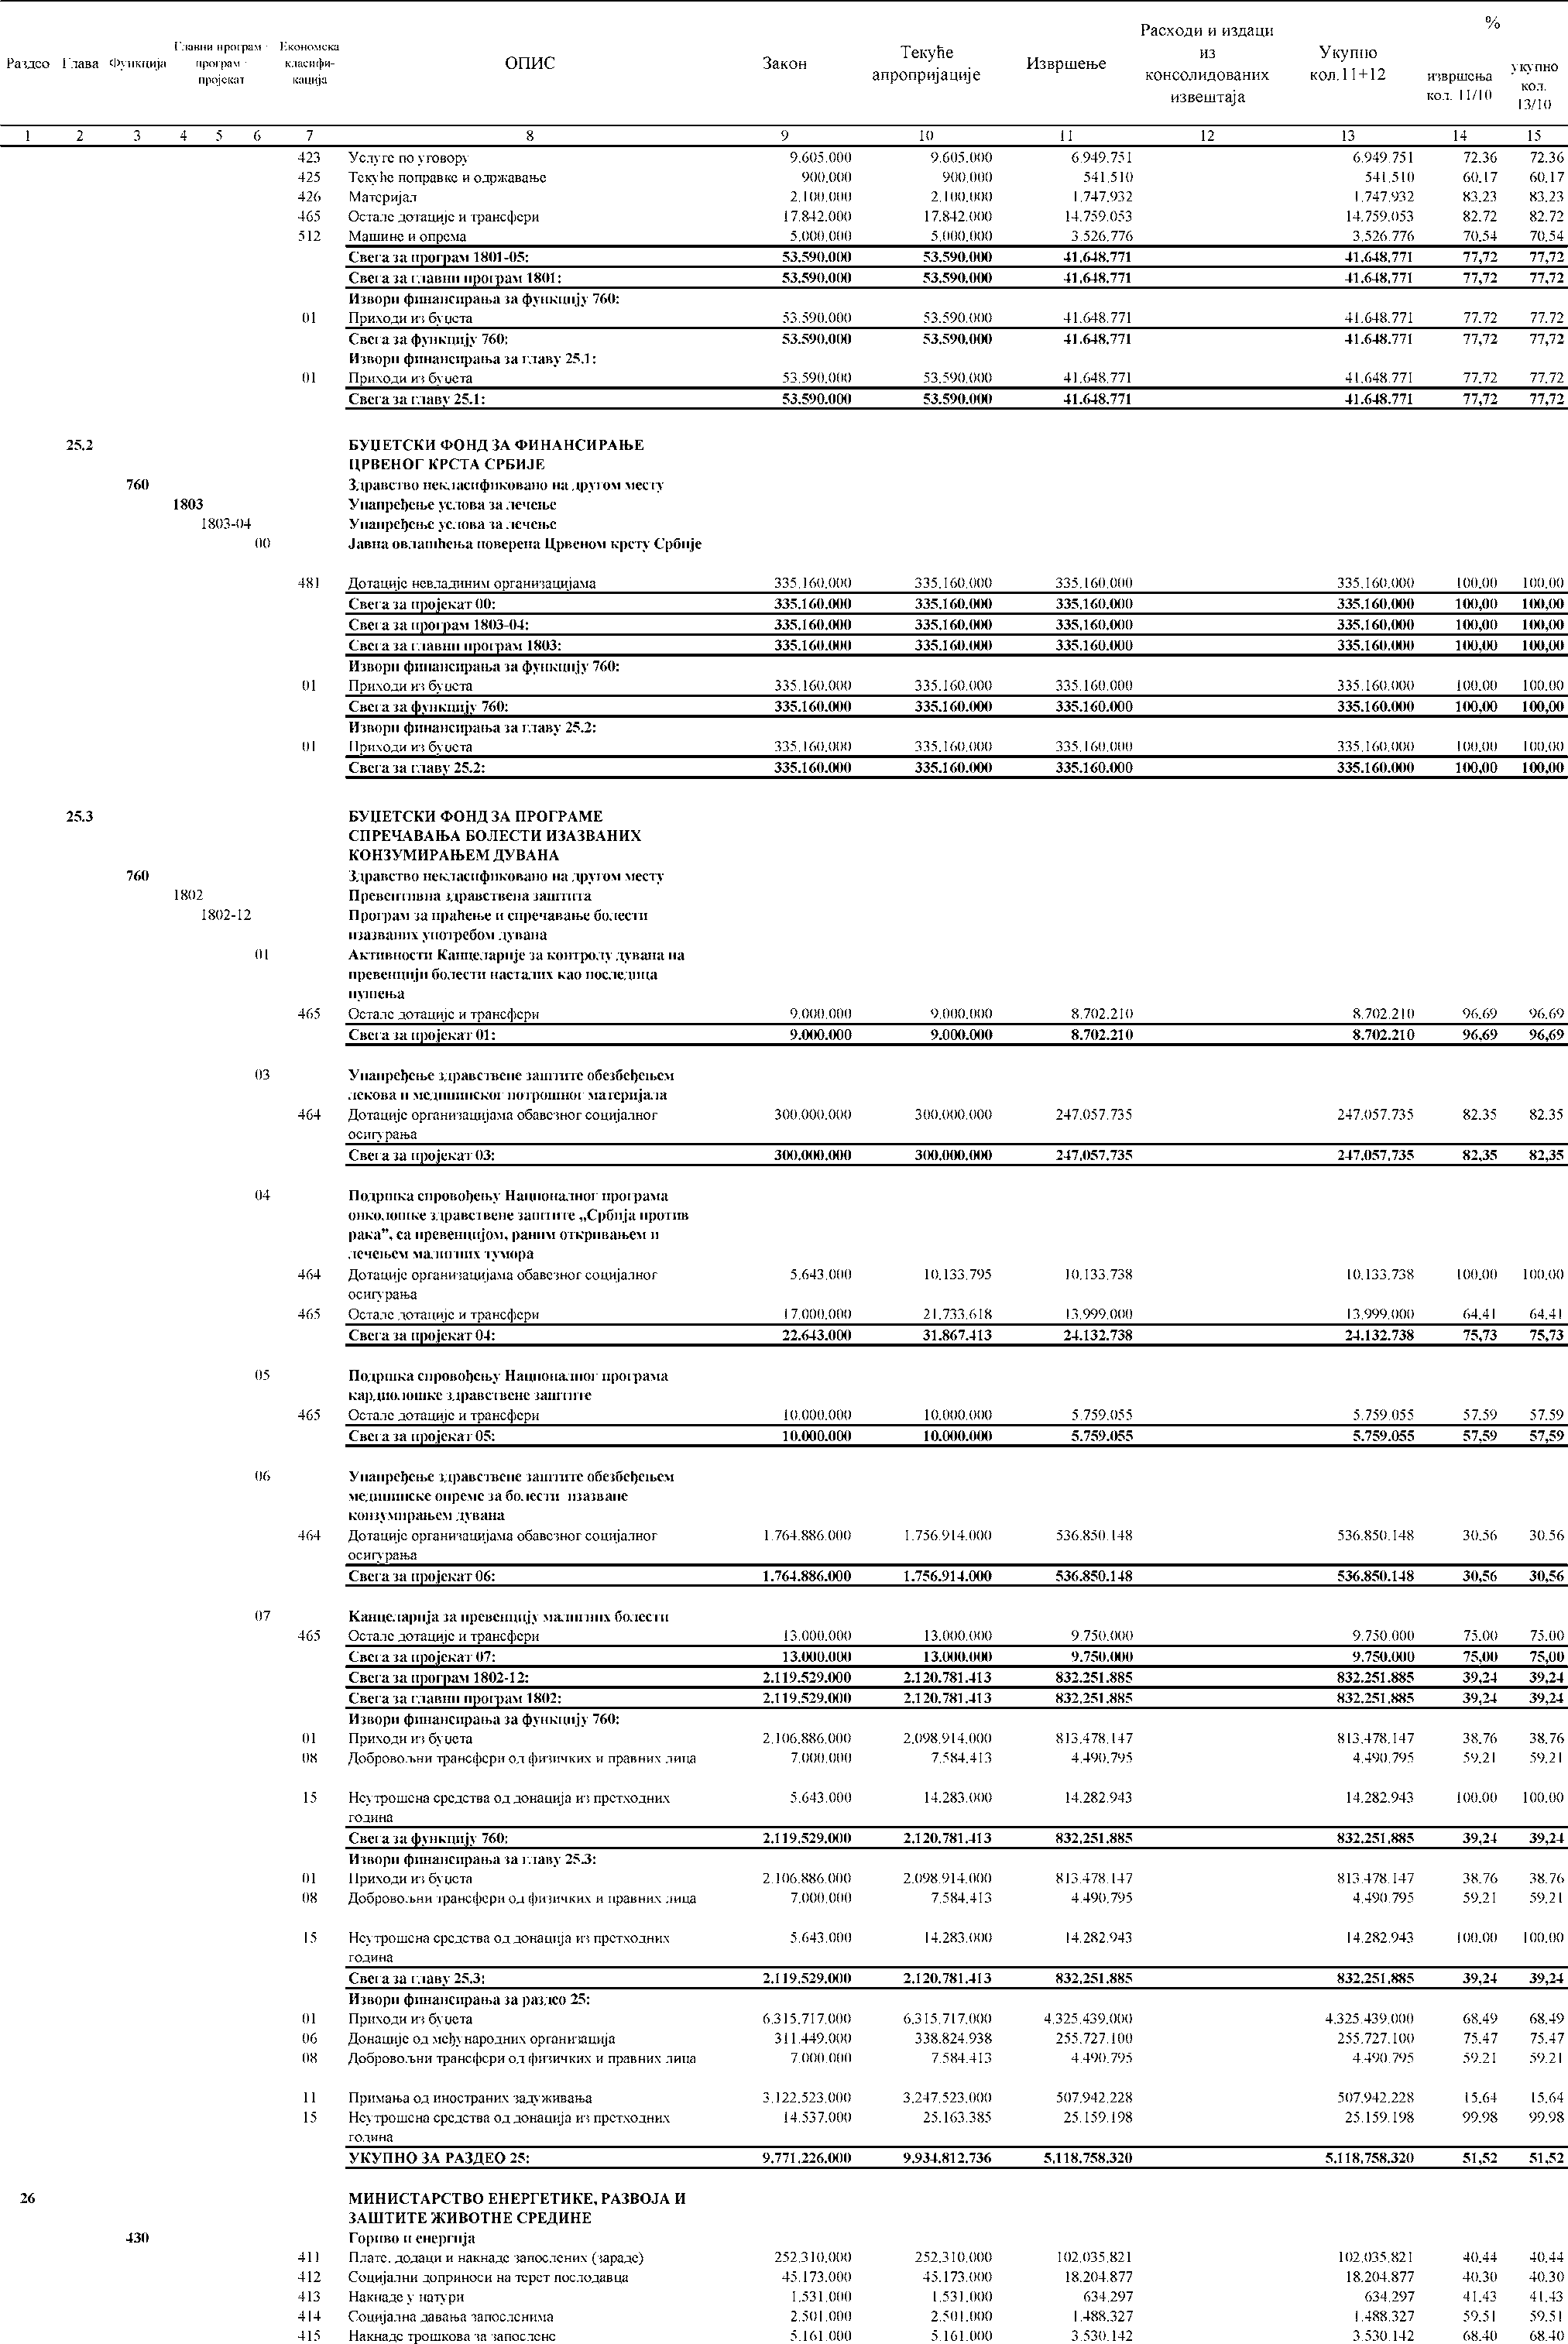 Раздео Глава Функција Главни програм - програм - пројекат Економска класифи-кација ОПИС Закон Текуће апропријације Извршење Расходи и издаци из консолидованих извештаја Укупно кол.11+12 % извршења кол. 11/10 укупно кол. 13/10
1 2 3 4 5 6 7 8 9 10 11 12 13 14 15
423 Услуге по уговору 9.605.000 9.605.000 6.949.751 6.949.751 72,36 72,36
425 Текуће поправке и одржавање 900.000 900.000 541.510 541.510 60,17 60,17
426 Материјал 2.100.000 2.100.000 1.747.932 1.747.932 83,23 83,23
465 Остале дотације и трансфери 17.842.000 17.842.000 14.759.053 14.759.053 82,72 82,72
512 Машине и опрема 5.000.000 5.000.000 3.526.776 3.526.776 70,54 70,54
Свега за програм 1801-05: 53.590.000 53.590.000 41.648.771 41.648.771 77,72 77,72
Свега за главни програм 1801: 53.590.000 53.590.000 41.648.771 41.648.771 77,72 77,72
Извори финансирања за функцију 760:
01 Приходи из буџета 53.590.000 53.590.000 41.648.771 41.648.771 77,72 77,72
Свега за функцију 760: 53.590.000 53.590.000 41.648.771 41.648.771 77,72 77,72
Извори финансирања за главу 25.1:
01 Приходи из буџета 53.590.000 53.590.000 41.648.771 41.648.771 77,72 77,72
Свега за главу 25.1: 53.590.000 53.590.000 41.648.771 41.648.771 77,72 77,72
25.2 БУЏЕТСКИ ФОНД ЗА ФИНАНСИРАЊЕ
ЦРВЕНОГ КРСТА СРБИЈЕ
760 Здравство некласификовано на другом месту
1803 Унапређење услова за лечење
1803-04 Унапређење услова за лечење
00 Јавна овлашћења поверена Црвеном крсту Србије
481 Дотације невладиним организацијама 335.160.000 335.160.000 335.160.000 335.160.000 100,00 100,00
Свега за пројекат 00: 335.160.000 335.160.000 335.160.000 335.160.000 100,00 100,00
Свега за програм 1803-04: 335.160.000 335.160.000 335.160.000 335.160.000 100,00 100,00
Свега за главни програм 1803: 335.160.000 335.160.000 335.160.000 335.160.000 100,00 100,00
Извори финансирања за функцију 760:
01 Приходи из буџета 335.160.000 335.160.000 335.160.000 335.160.000 100,00 100,00
Свега за функцију 760: 335.160.000 335.160.000 335.160.000 335.160.000 100,00 100,00
Извори финансирања за главу 25.2:
01 Приходи из буџета 335.160.000 335.160.000 335.160.000 335.160.000 100,00 100,00
Свега за главу 25.2: 335.160.000 335.160.000 335.160.000 335.160.000 100,00 100,00
25.3 БУЏЕТСКИ ФОНД ЗА ПРОГРАМЕ
СПРЕЧАВАЊА БОЛЕСТИ ИЗАЗВАНИХ
КОНЗУМИРАЊЕМ ДУВАНА
760 Здравство некласификовано на другом месту
1802 Превентивна здравствена заштита
1802-12 Програм за праћење и спречавање болести
изазваних употребом дувана
01 Активности Канцеларије за контролу дувана на
превенцији болести насталих као последица
пушења
465 Остале дотације и трансфери 9.000.000 9.000.000 8.702.210 8.702.210 96,69 96,69
Свега за пројекат 01: 9.000.000 9.000.000 8.702.210 8.702.210 96,69 96,69
03 Унапређење здравствене заштите обезбеђењем
лекова и медицинског потрошног материјала
464 Дотације организацијама обавезног социјалног 300.000.000 300.000.000 247.057.735 247.057.735 82,35 82,35
осигурања
Свега за пројекат 03: 300.000.000 300.000.000 247.057.735 247.057.735 82,35 82,35
04 Подршка спровођењу Националног програма
онколошке здравствене заштите „Србија против
рака”, са превенцијом, раним откривањем и
лечењем малигних тумора
464 Дотације организацијама обавезног социјалног 5.643.000 10.133.795 10.133.738 10.133.738 100,00 100,00
осигурања
465 Остале дотације и трансфери 17.000.000 21.733.618 13.999.000 13.999.000 64,41 64,41
Свега за пројекат 04: 22.643.000 31.867.413 24.132.738 24.132.738 75,73 75,73
05 Подршка спровођењу Националног програма
кардиолошке здравствене заштите
465 Остале дотације и трансфери 10.000.000 10.000.000 5.759.055 5.759.055 57,59 57,59
Свега за пројекат 05: 10.000.000 10.000.000 5.759.055 5.759.055 57,59 57,59
06 Унапређење здравствене заштите обезбеђењем
медицинске опреме за болести изазване
конзумирањем дувана
464 Дотације организацијама обавезног социјалног 1.764.886.000 1.756.914.000 536.850.148 536.850.148 30,56 30,56
осигурања
Свега за пројекат 06: 1.764.886.000 1.756.914.000 536.850.148 536.850.148 30,56 30,56
07 Канцеларија за превенцију малигних болести
465 Остале дотације и трансфери 13.000.000 13.000.000 9.750.000 9.750.000 75,00 75,00
Свега за пројекат 07: 13.000.000 13.000.000 9.750.000 9.750.000 75,00 75,00
Свега за програм 1802-12: 2.119.529.000 2.120.781.413 832.251.885 832.251.885 39,24 39,24
Свега за главни програм 1802: 2.119.529.000 2.120.781.413 832.251.885 832.251.885 39,24 39,24
Извори финансирања за функцију 760:
01 Приходи из буџета 2.106.886.000 2.098.914.000 813.478.147 813.478.147 38,76 38,76
08 Добровољни трансфери од физичких и правних лица 7.000.000 7.584.413 4.490.795 4.490.795 59,21 59,21
15 Неутрошена средства од донација из претходних 5.643.000 14.283.000 14.282.943 14.282.943 100,00 100,00
година
Свега за функцију 760: 2.119.529.000 2.120.781.413 832.251.885 832.251.885 39,24 39,24
Извори финансирања за главу 25.3:
01 Приходи из буџета 2.106.886.000 2.098.914.000 813.478.147 813.478.147 38,76 38,76
08 Добровољни трансфери од физичких и правних лица 7.000.000 7.584.413 4.490.795 4.490.795 59,21 59,21
15 Неутрошена средства од донација из претходних 5.643.000 14.283.000 14.282.943 14.282.943 100,00 100,00
година
Свега за главу 25.3: 2.119.529.000 2.120.781.413 832.251.885 832.251.885 39,24 39,24
Извори финансирања за раздео 25:
01 Приходи из буџета 6.315.717.000 6.315.717.000 4.325.439.000 4.325.439.000 68,49 68,49
06 Донације од међународних организација 311.449.000 338.824.938 255.727.100 255.727.100 75,47 75,47
08 Добровољни трансфери од физичких и правних лица 7.000.000 7.584.413 4.490.795 4.490.795 59,21 59,21
11 Примања од иностраних задуживања 3.122.523.000 3.247.523.000 507.942.228 507.942.228 15,64 15,64
15 Неутрошена средства од донација из претходних 14.537.000 25.163.385 25.159.198 25.159.198 99,98 99,98
година
УКУПНО ЗА РАЗДЕО 25: 9.771.226.000 9.934.812.736 5.118.758.320 5.118.758.320 51,52 51,52
26 МИНИСТАРСТВО ЕНЕРГЕТИКЕ, РАЗВОЈА И
ЗАШТИТЕ ЖИВОТНЕ СРЕДИНЕ
430 Гориво и енергија
411 Плате, додаци и накнаде запослених (зараде) 252.310.000 252.310.000 102.035.821 102.035.821 40,44 40,44
412 Социјални доприноси на терет послодавца 45.173.000 45.173.000 18.204.877 18.204.877 40,30 40,30
413 Накнаде у натури 1.531.000 1.531.000 634.297 634.297 41,43 41,43
414 Социјална давања запосленима 2.501.000 2.501.000 1.488.327 1.488.327 59,51 59,51
415 Накнаде трошкова за запослене 5.161.000 5.161.000 3.530.142 3.530.142 68,40 68,40